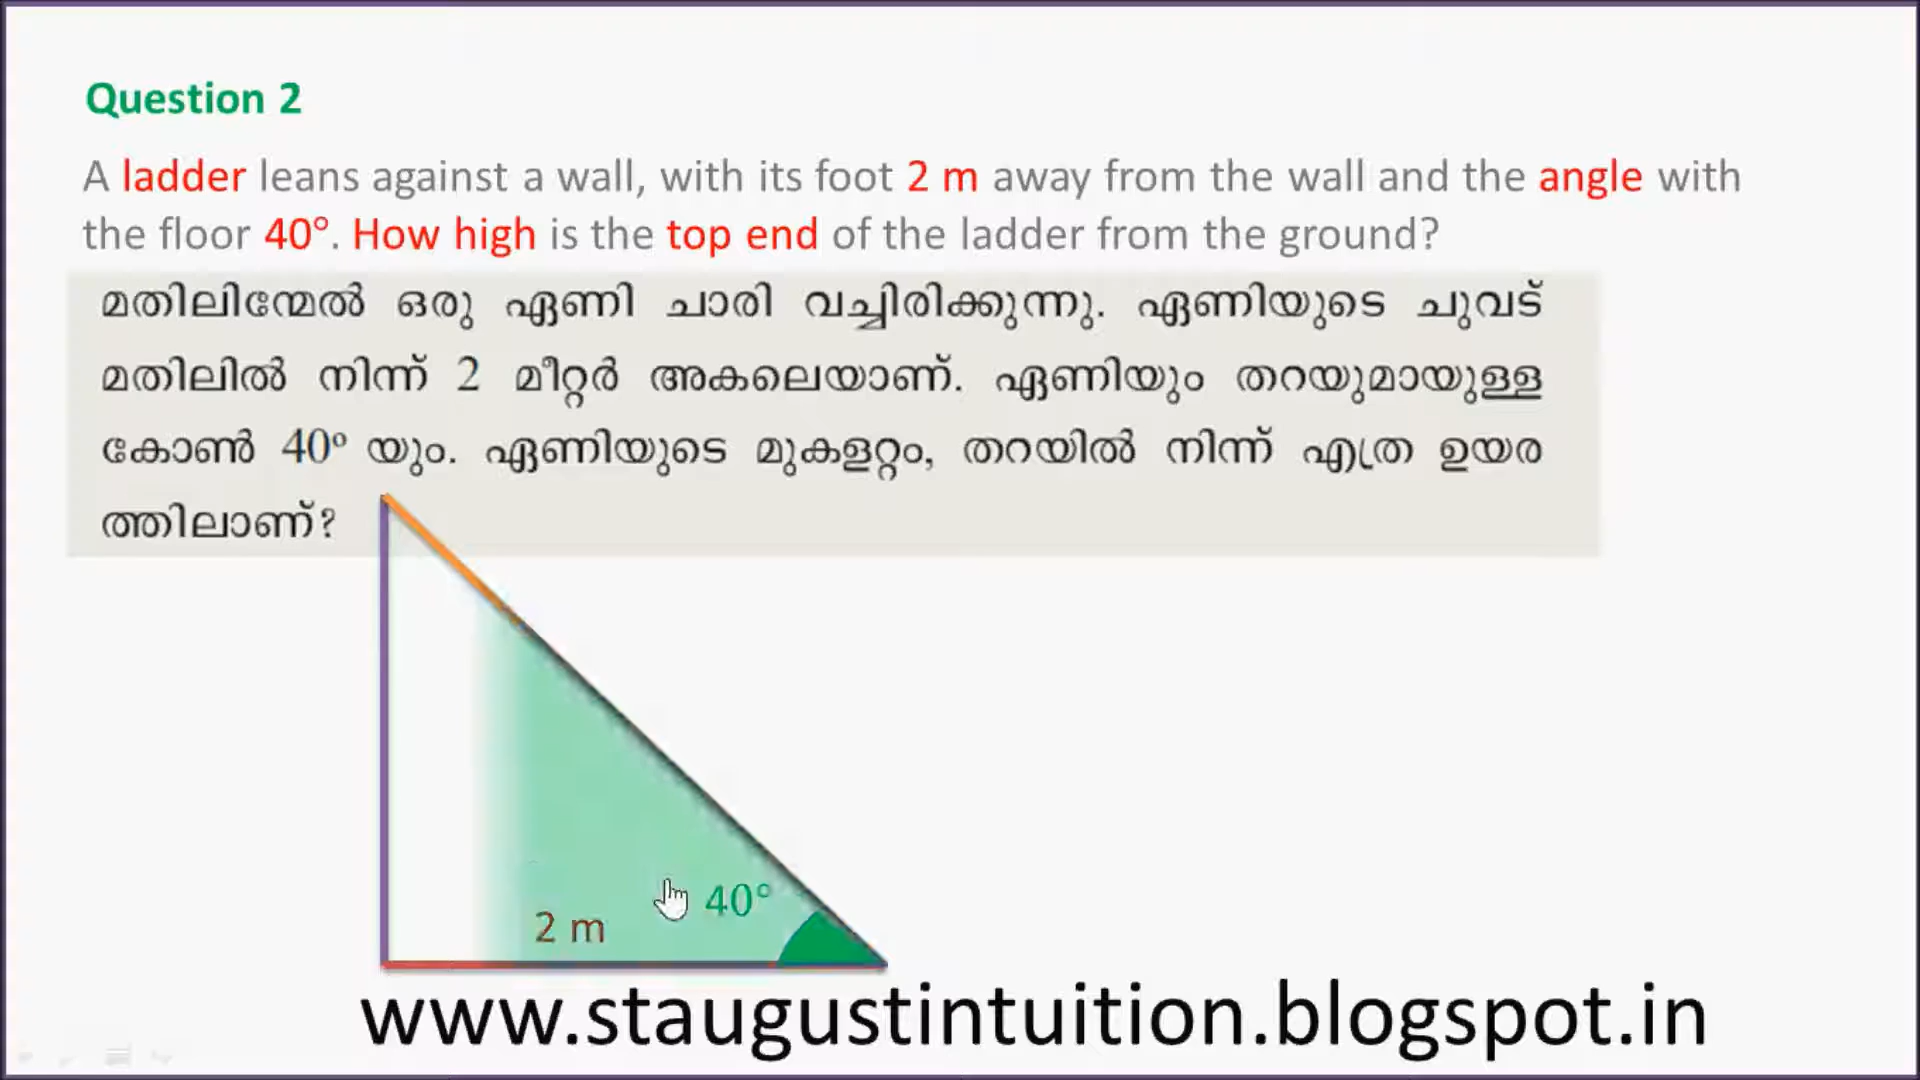 Question 2
A ladder leans against a wall, with its foot 2 m away from the wall and the angle with
the floor 40°. How high is the top end of the ladder from the ground?
മതിലിന്മേൽ ഒരു ഏണി ചാരി വച്ചിരിക്കുന്നു. ഏണിയുടെ ചുവട്
മതിലിൽ നിന്ന് 2 മീറ്റർ അകലെയാണ്. ഏണിയും തറയുമായുള്ള
കോൺ 40° യും. ഏണിയുടെ മുകളറ്റം, തറയിൽ നിന്ന് എത്ര ഉയര
ത്തിലാണ്?
40°
2 m
www.staugustintuition.blogspot.in